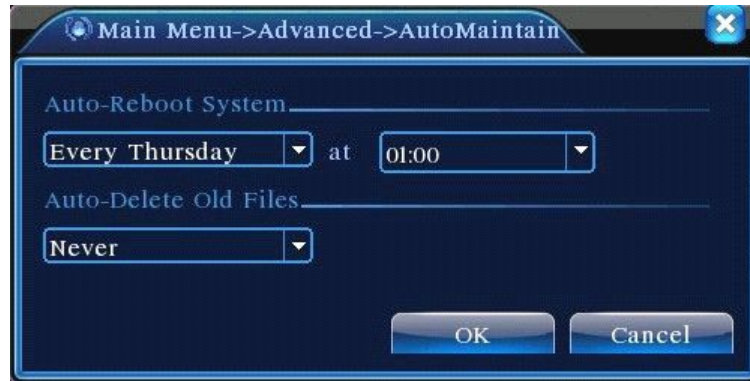 Main Menu->Advanced->AutoMaintain
Auto-Reboot System
Every Thursday at 01:00
Auto-Delete Old Files
Never
OK Cancel